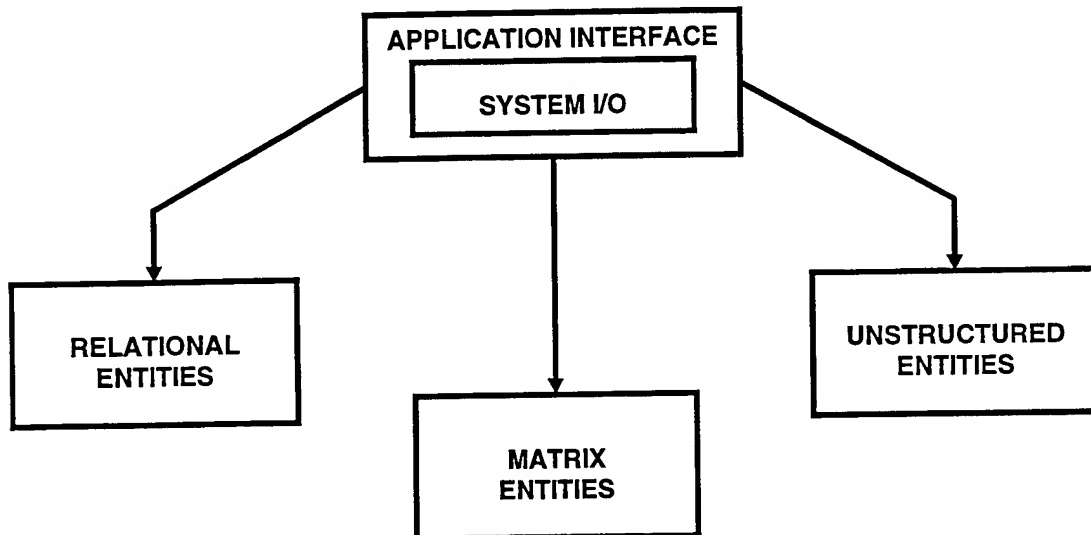 APPLICATION INTERFACE
SYSTEM I/O
RELATIONAL
ENTITIES
MATRIX
ENTITIES
UNSTRUCTURED
ENTITIES